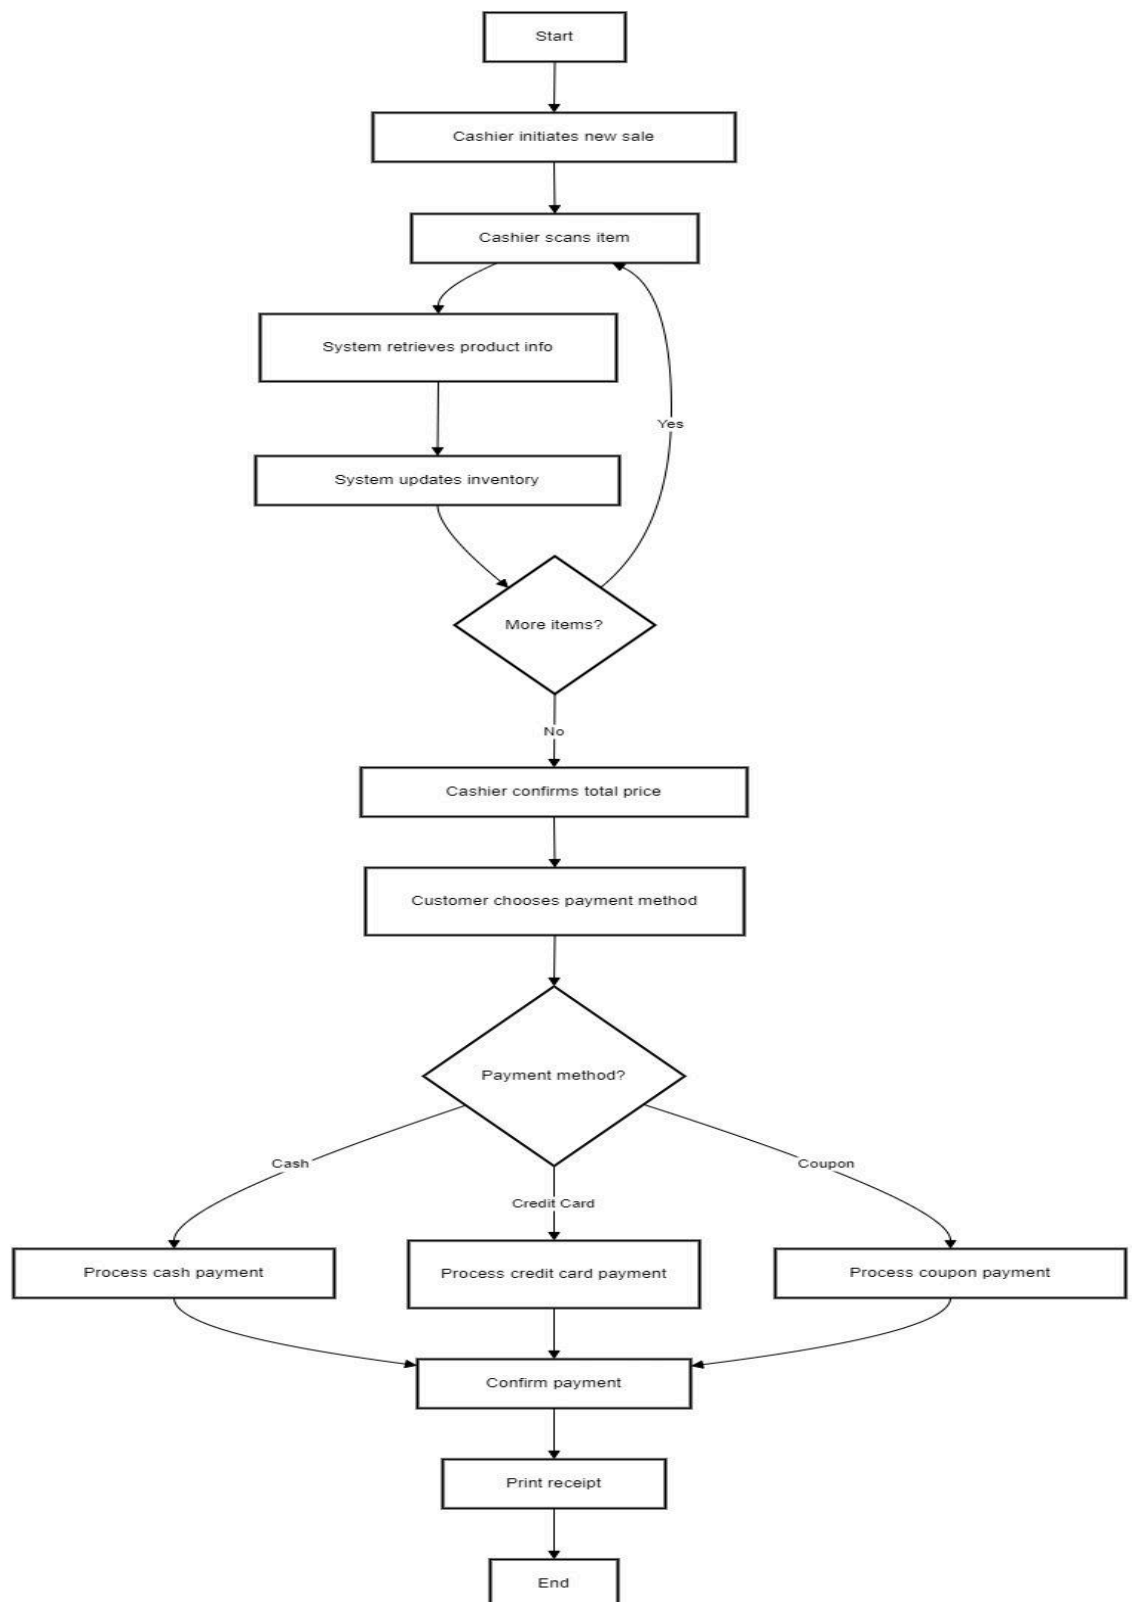 Start
Cashier initiates new sale
Cashier scans item
System retrieves product info
Yes
System updates inventory
More items?
No
Cashier confirms total price
Customer chooses payment method
Payment method?
Cash
Coupon
Credit Card
Process cash payment
Process credit card payment
Process coupon payment
Confirm payment
Print receipt
End